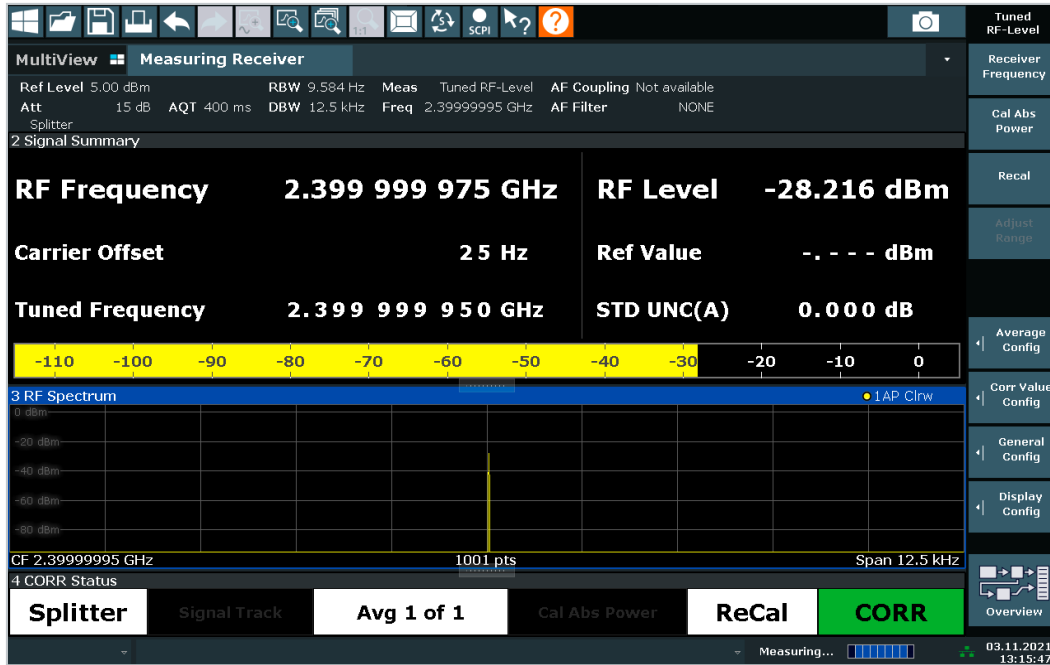 1:1
SCPI
?
?
Tuned
RF-Level
MultiView Measuring Receiver
Receiver
Frequency
Ref Level 5.00 dBm RBW 9.584 Hz Meas Tuned RF-Level AF Coupling Not available
Att 15 dB AQT 400 ms DBW 12.5 kHz Freq 2.39999995 GHz AF Filter NONE
Splitter
Cal Abs
Power
2 Signal Summary
RF Frequency 2.399 999 975 GHz RF Level -28.216 dBm
Recal
Adjust
Range
Carrier Offset 25 Hz Ref Value -.--- dBm
Tuned Frequency 2.399 999 950 GHz STD UNC(A) 0.000 dB
Average
Config
-110 -100 -90 -80 -70 -60 -50 -40 -30 -20 -10 0
3 RF Spectrum 1AP Clrw
Corr Value
Config
0 dBm
-20 dBm
-40 dBm
-60 dBm
-80 dBm
General
Config
Display
Config
CF 2.39999995 GHz 1001 pts Span 12.5 kHz
4 CORR Status
Splitter Signal Track Avg 1 of 1 Cal Abs Power ReCal CORR
Overview
Measuring... 03.11.2021
13:15:47